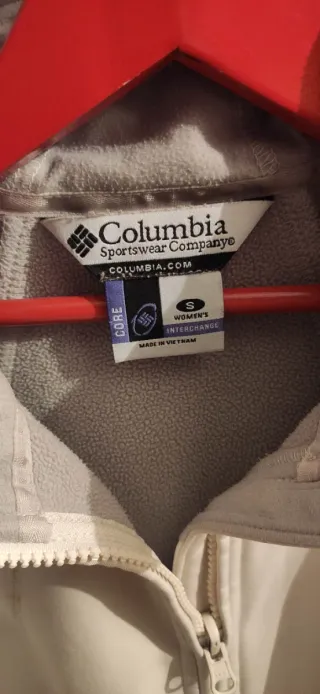 Columbia
Sportswear Company®
COLUMBIA.COM
CORE
S
WOMEN'S
INTERCHANGE
MADE IN VIETNAM